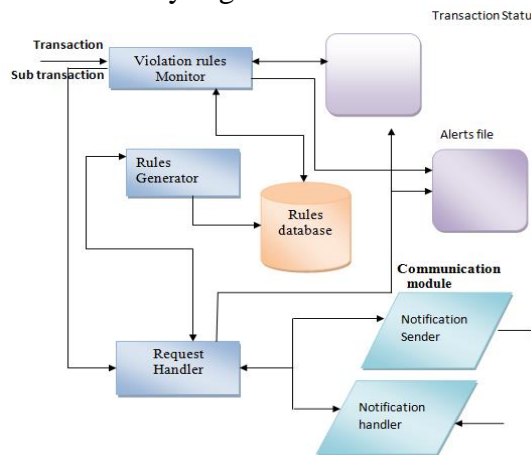 Transaction Statu
Transaction
Sub transaction
Violation rules
Monitor
Alerts file
Rules
Generator
Rules
database
Communication
module
Notification
Sender
Request
Handler
Notification
handler